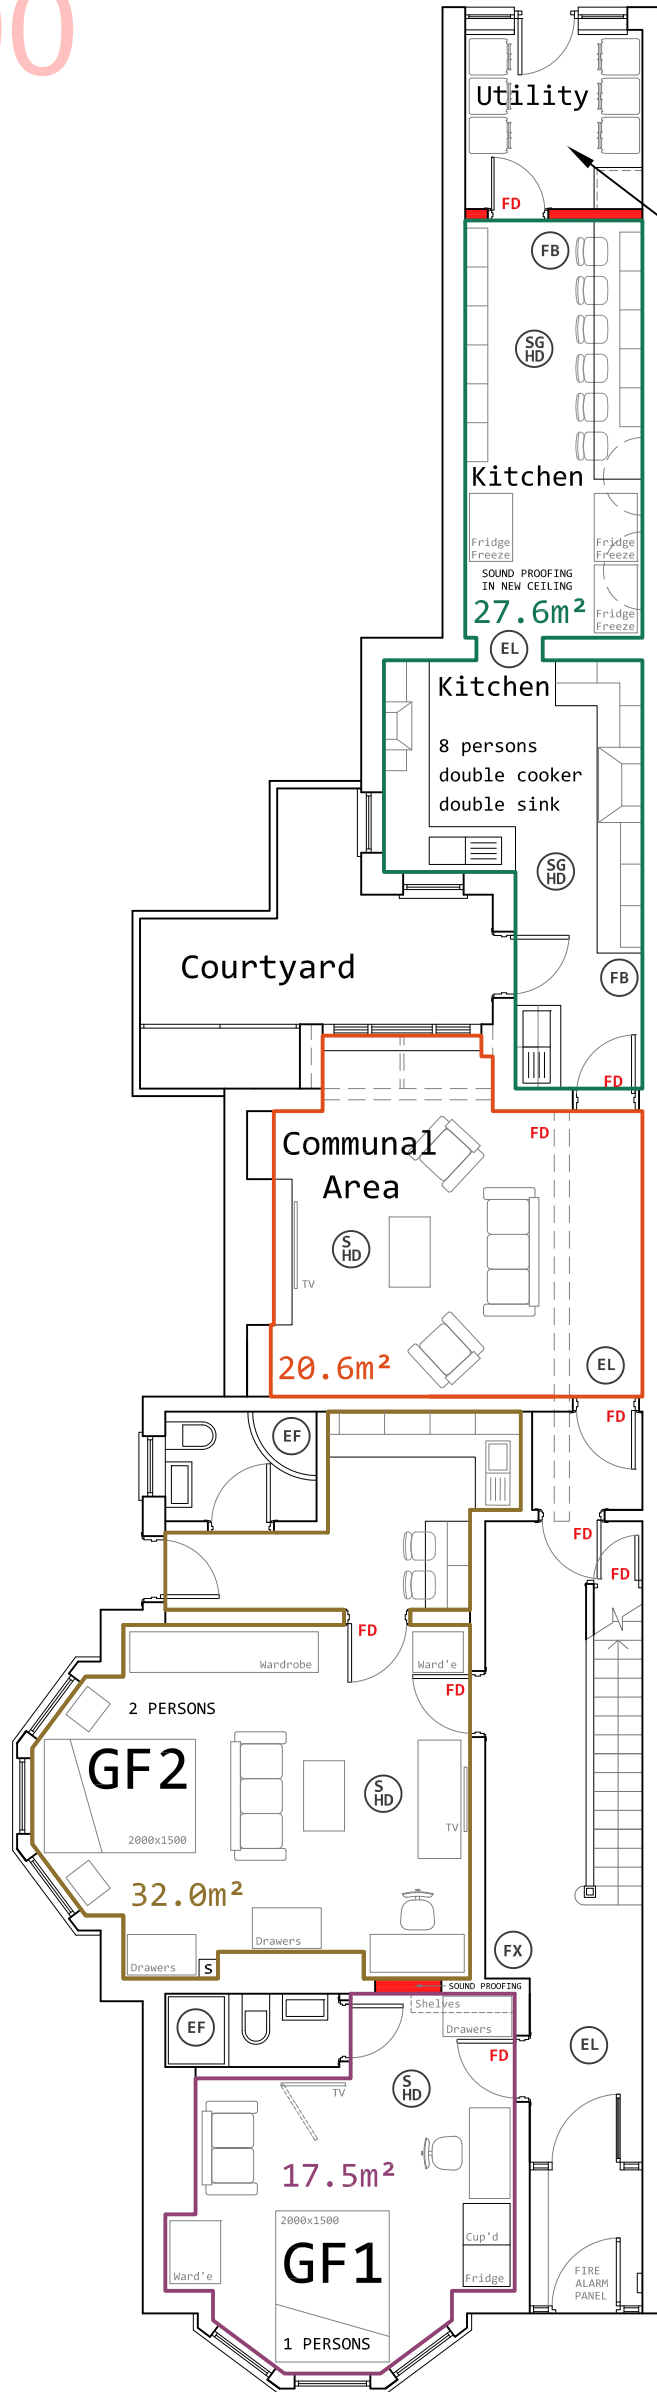 00
Utility
FD
FB
SG
HD
Kitchen
Fridge
Freeze
Fridge
Freeze
SOUND PROOFING
IN NEW CEILING
27.6m²
Fridge
Freeze
EL
Kitchen
8 persons
double cooker
double sink
SG
HD
Courtyard
FB
FD
FD
Communal
Area
S
HD
TV
20.6m²
EL
FD
EF
FD
FD
FD
Wardrobe
Ward'e
FD
2 PERSONS
GF2
S
HD
2000x1500
TV
32.0m²
Drawers
Drawers
S
FX
SOUND PROOFING
Shelves
Drawers
EF
EL
FD
S
HD
TV
17.5m²
2000x1500
Cup'd
GF1
Ward'e
Fridge
FIRE
ALARM
PANEL
1 PERSONS